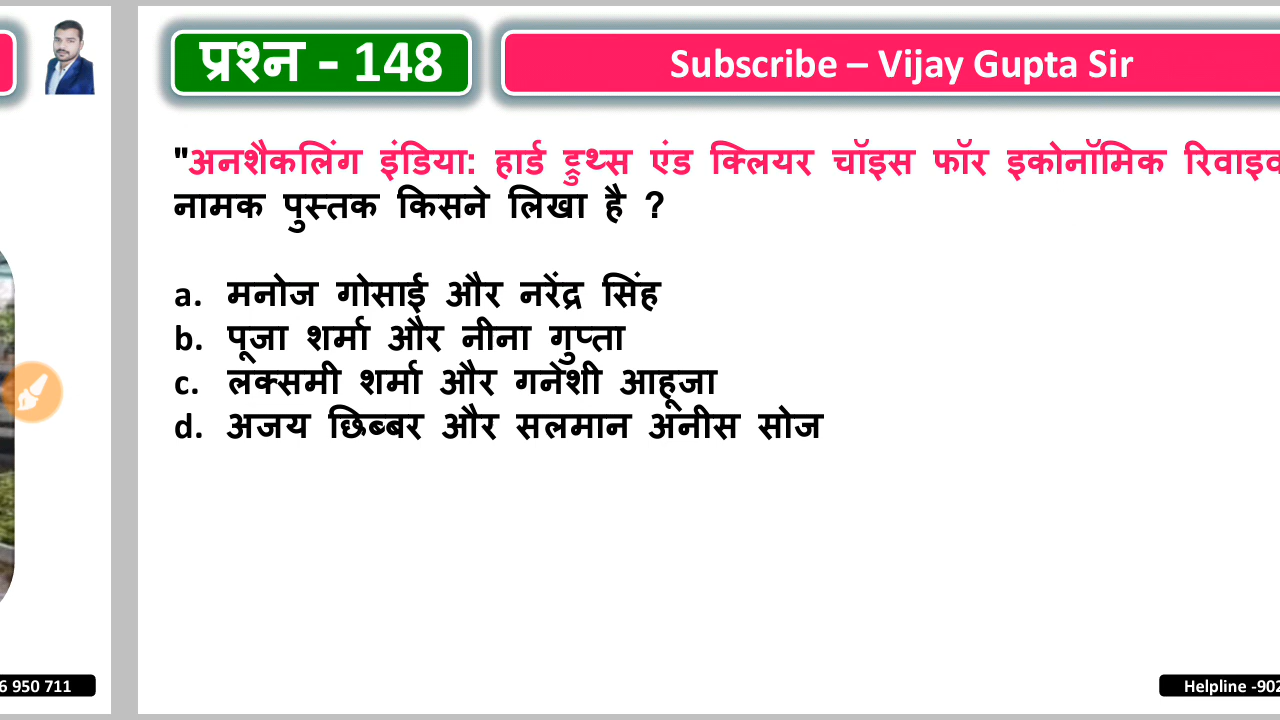 प्रश्न - 148
Subscribe – Vijay Gupta Sir
"अनशैकलिंग इंडिया: हार्ड ट्रुथ्स एंड क्लियर चॉइस फॉर इकोनॉमिक
नामक पुस्तक किसने लिखा है ?
a. मनोज गोसाई और नरेंद्र सिंह
b. पूजा शर्मा और नीना गुप्ता
c. लक्समी शर्मा और गनेशी आहूजा
d. अजय छिब्बर और सलमान अनीस सोज
6 950 711
Helpline -902